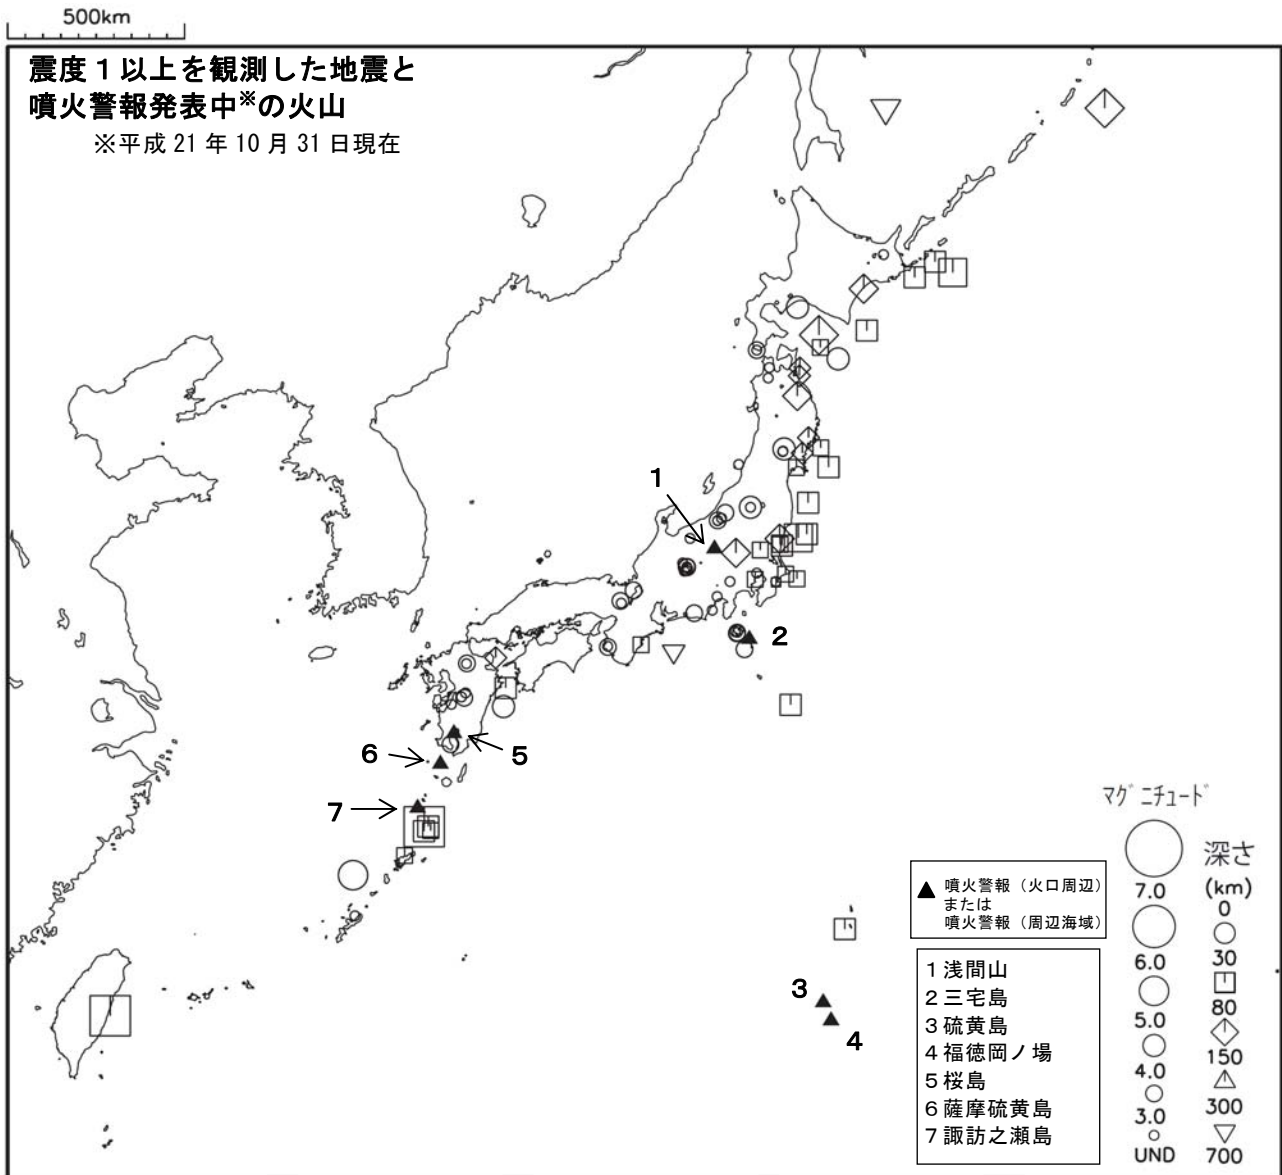 500km
震度１以上を観測した地震と
噴火警報発表中※の火山
※平成 21 年 10 月 31 日現在
1
2
6
5
7
3
4
▲ 噴火警報（火口周辺）
または
噴火警報（周辺海域）
１浅間山
２三宅島
３硫黄島
４福徳岡ノ場
５桜島
６薩摩硫黄島
７諏訪之瀬島
ﾏｸﾞﾆﾁｭｰﾄﾞ
7.0
6.0
5.0
4.0
3.0
UND
深さ
(km)
0
30
80
150
300
700